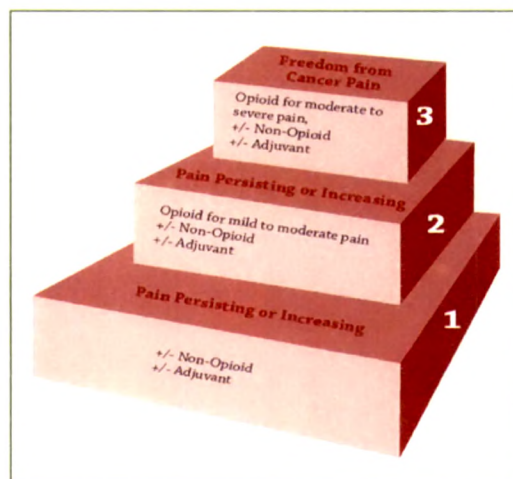 Freedom from
Cancer Pain
Opioid for moderate to
severe pain,
+/- Non-Opioid
+/- Adjuvant
3
Pain Persisting or Increasing
Opioid for mild to moderate pain
+/- Non-Opioid
+/- Adjuvant
2
Pain Persisting or Increasing
+/- Non-Opioid
+/- Adjuvant
1